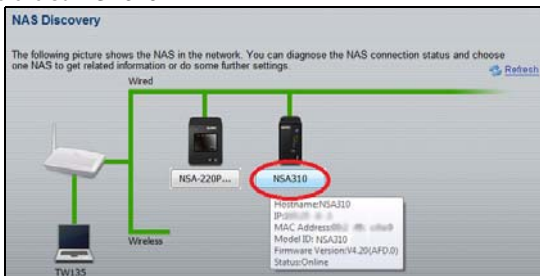 NAS Discovery
The following picture shows the NAS in the network. You can diagnose the NAS connection status and choose
one NAS to get related information or do some further settings.
Refresh
Wired
NSA-220P...
NSA310
Hostname:NSA310
IP:
MAC Address:
Model ID: NSA310
Firmware Version:V4.20(AFD.0)
Status:Online
Wireless
TW135